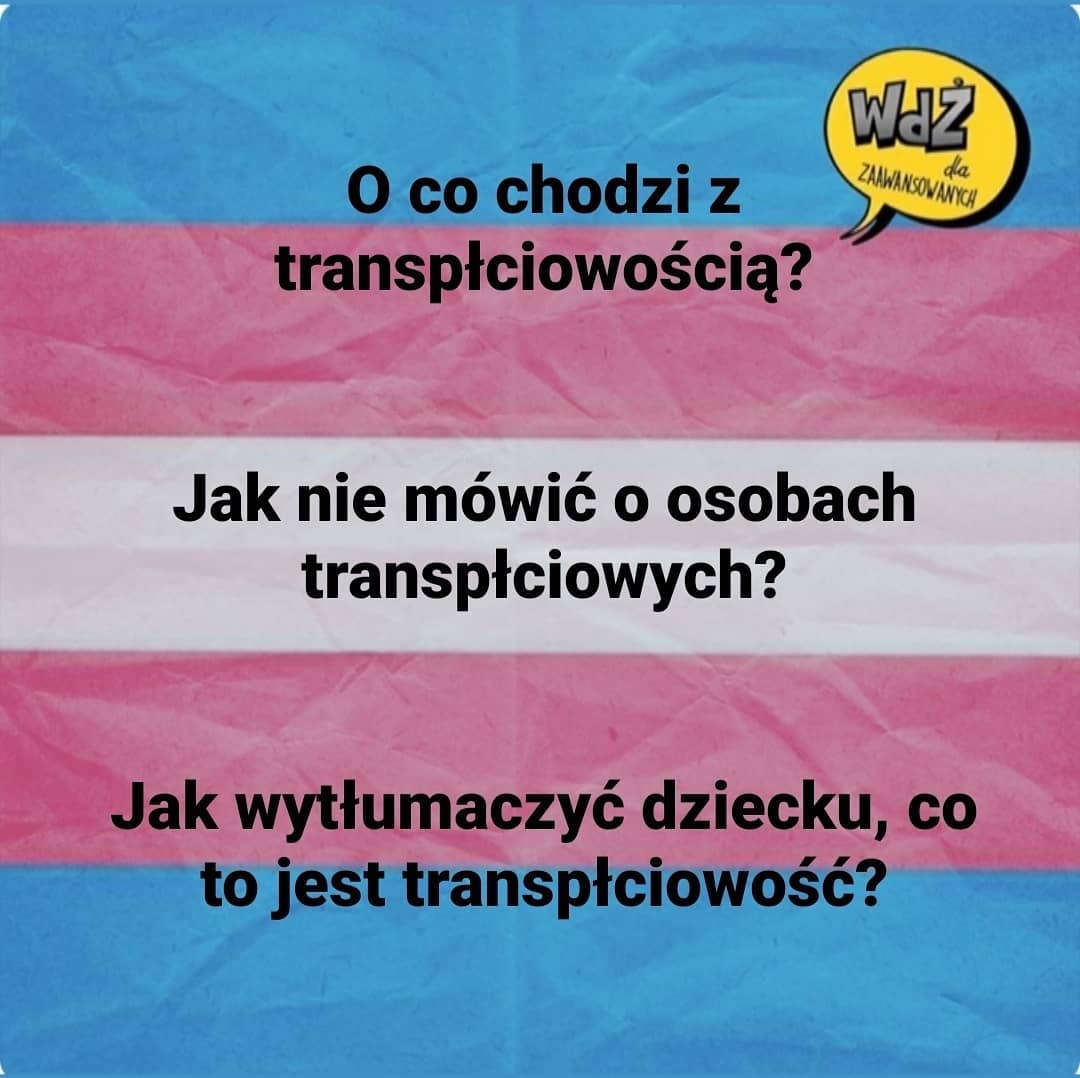 WdŻ
dla
ZAAWANSOWANYCH
O co chodzi z
transpłciowością?
Jak nie mówić o osobach
transpłciowych?
Jak wytłumaczyć dziecku, co
to jest transpłciowość?